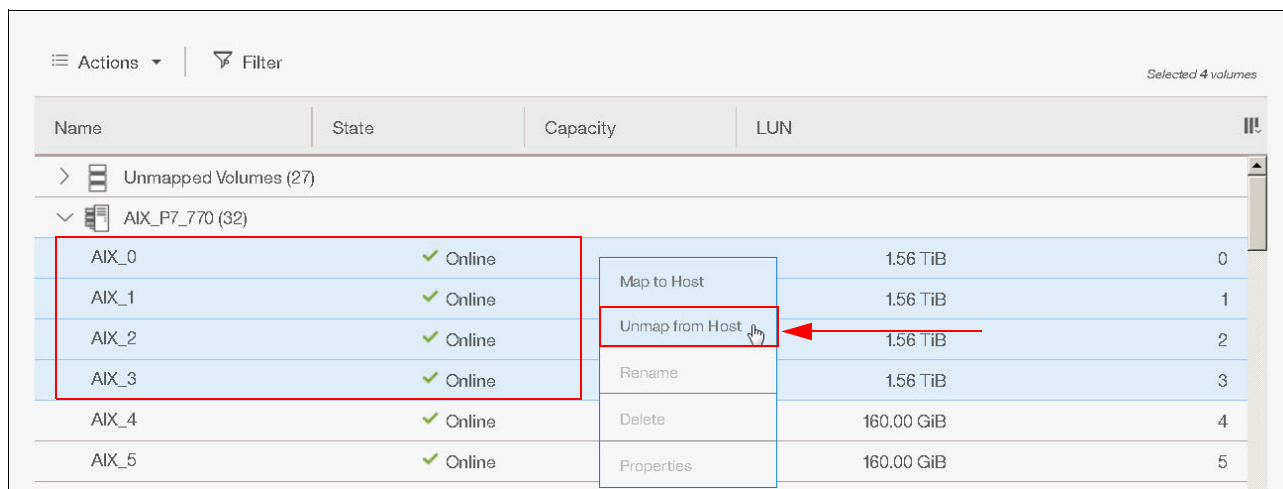 Actions Filter
Selected 4 volumes
Name State Capacity LUN
Unmapped Volumes (27)
AIX_P7_770 (32)
AIX_0 Online 1.56 TiB 0
Map to Host
AIX_1 Online 1.56 TiB 1
Unmap from Host
AIX_2 Online 1.56 TiB 2
Rename
AIX_3 Online 1.56 TiB 3
Delete
AIX_4 Online 160.00 GiB 4
Properties
AIX_5 Online 160.00 GiB 5